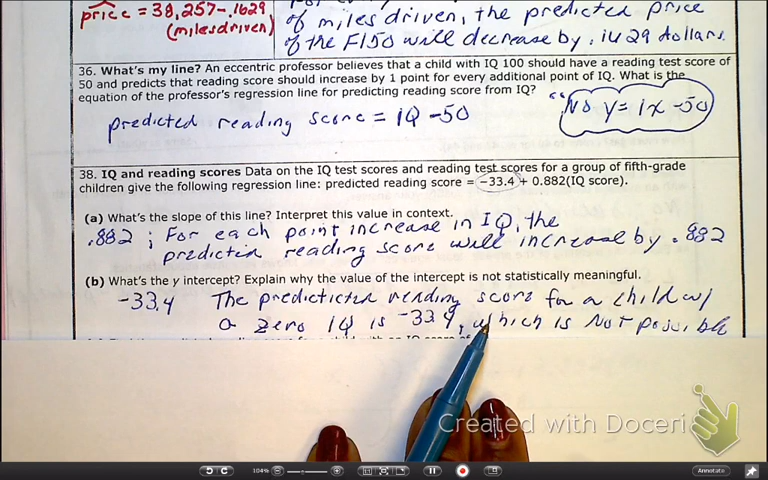 price = 38,257-.1629
(miles driven)
of miles driven, the predicted price
of the F150 will decrease by .1629 dollars.
36. What's my line? An eccentric professor believes that a child with IQ 100 should have a reading test score of
50 and predicts that reading score should increase by 1 point for every additional point of IQ. What is the
equation of the professor's regression line for predicting reading score from IQ?
predicted reading score = IQ -50
"No y = 1x -50
38. IQ and reading scores Data on the IQ test scores and reading test scores for a group of fifth-grade
children give the following regression line: predicted reading score = −33.4 + 0.882(IQ score).
(a) What's the slope of this line? Interpret this value in context.
.882 ; For each point increase in IQ, the
predicted reading score will increase by .882
(b) What's the y intercept? Explain why the value of the intercept is not statistically meaningful.
-33.4 The predicticted reading score for a child w/
a zero IQ is -33.4, which is Not possible
Created with Doceri
104%
Annotate